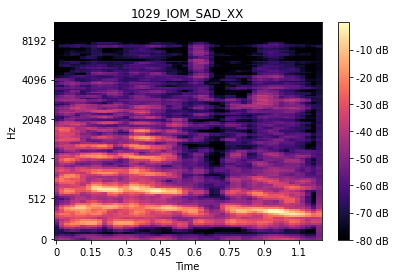 1029_IOM_SAD_XX
8192
4096
2048
1024
512
0
Hz
0
0.15
0.3
0.45
0.6
0.75
0.9
1.1
Time
-10 dB
-20 dB
-30 dB
-40 dB
-50 dB
-60 dB
-70 dB
-80 dB